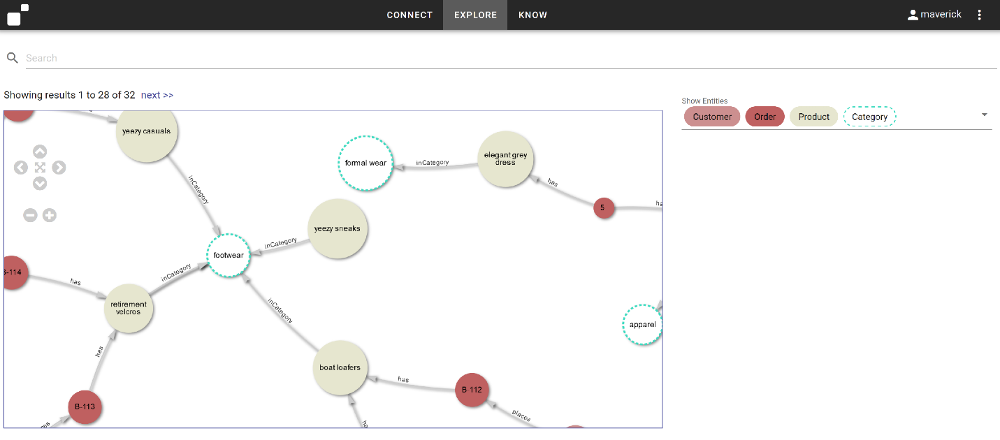 CONNECT EXPLORE KNOW maverick
Search
Showing results 1 to 28 of 32 next >>
Show Entities
Customer Order Product Category
yeezy casuals
inCategory
formal wear
inCategory
elegant grey
dress
has
5
yeezy sneaks
inCategory
footwear
has
inCategory
retirement
velcros
inCategory
apparel
has
boat loafers
has
B-112
B-113
places